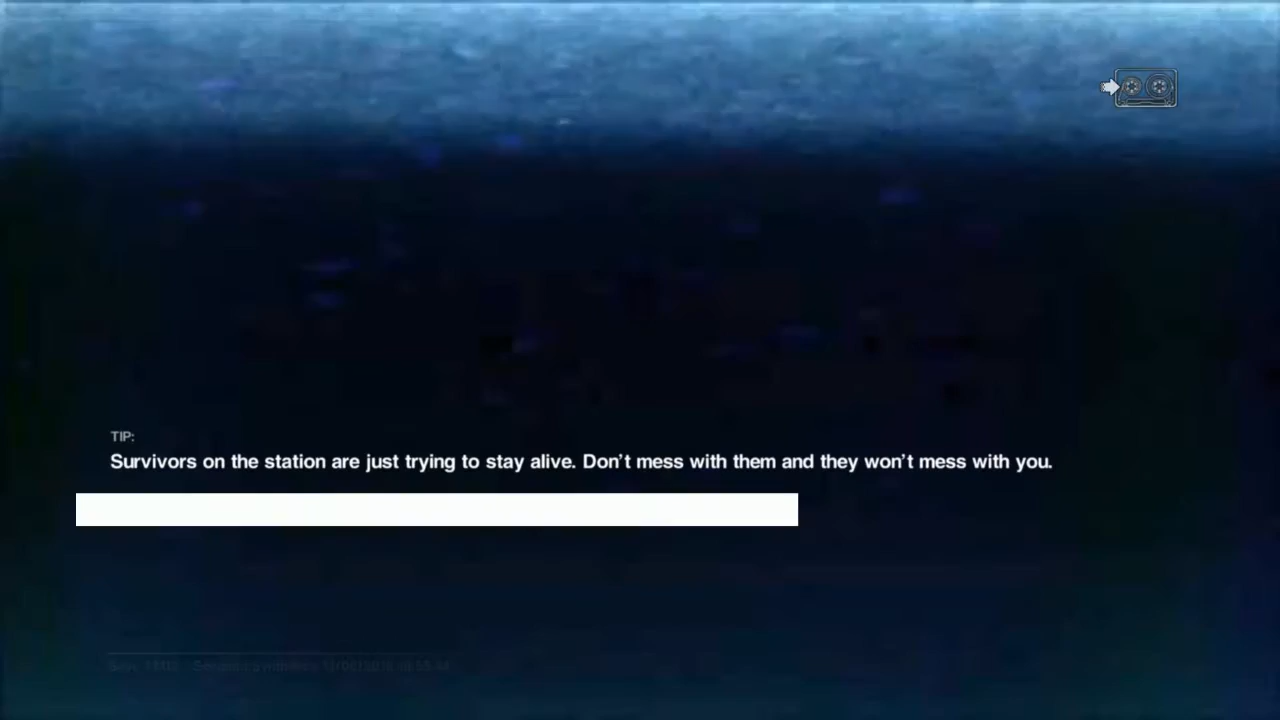 TIP:
Survivors on the station are just trying to stay alive. Don’t mess with them and they won’t mess with you.